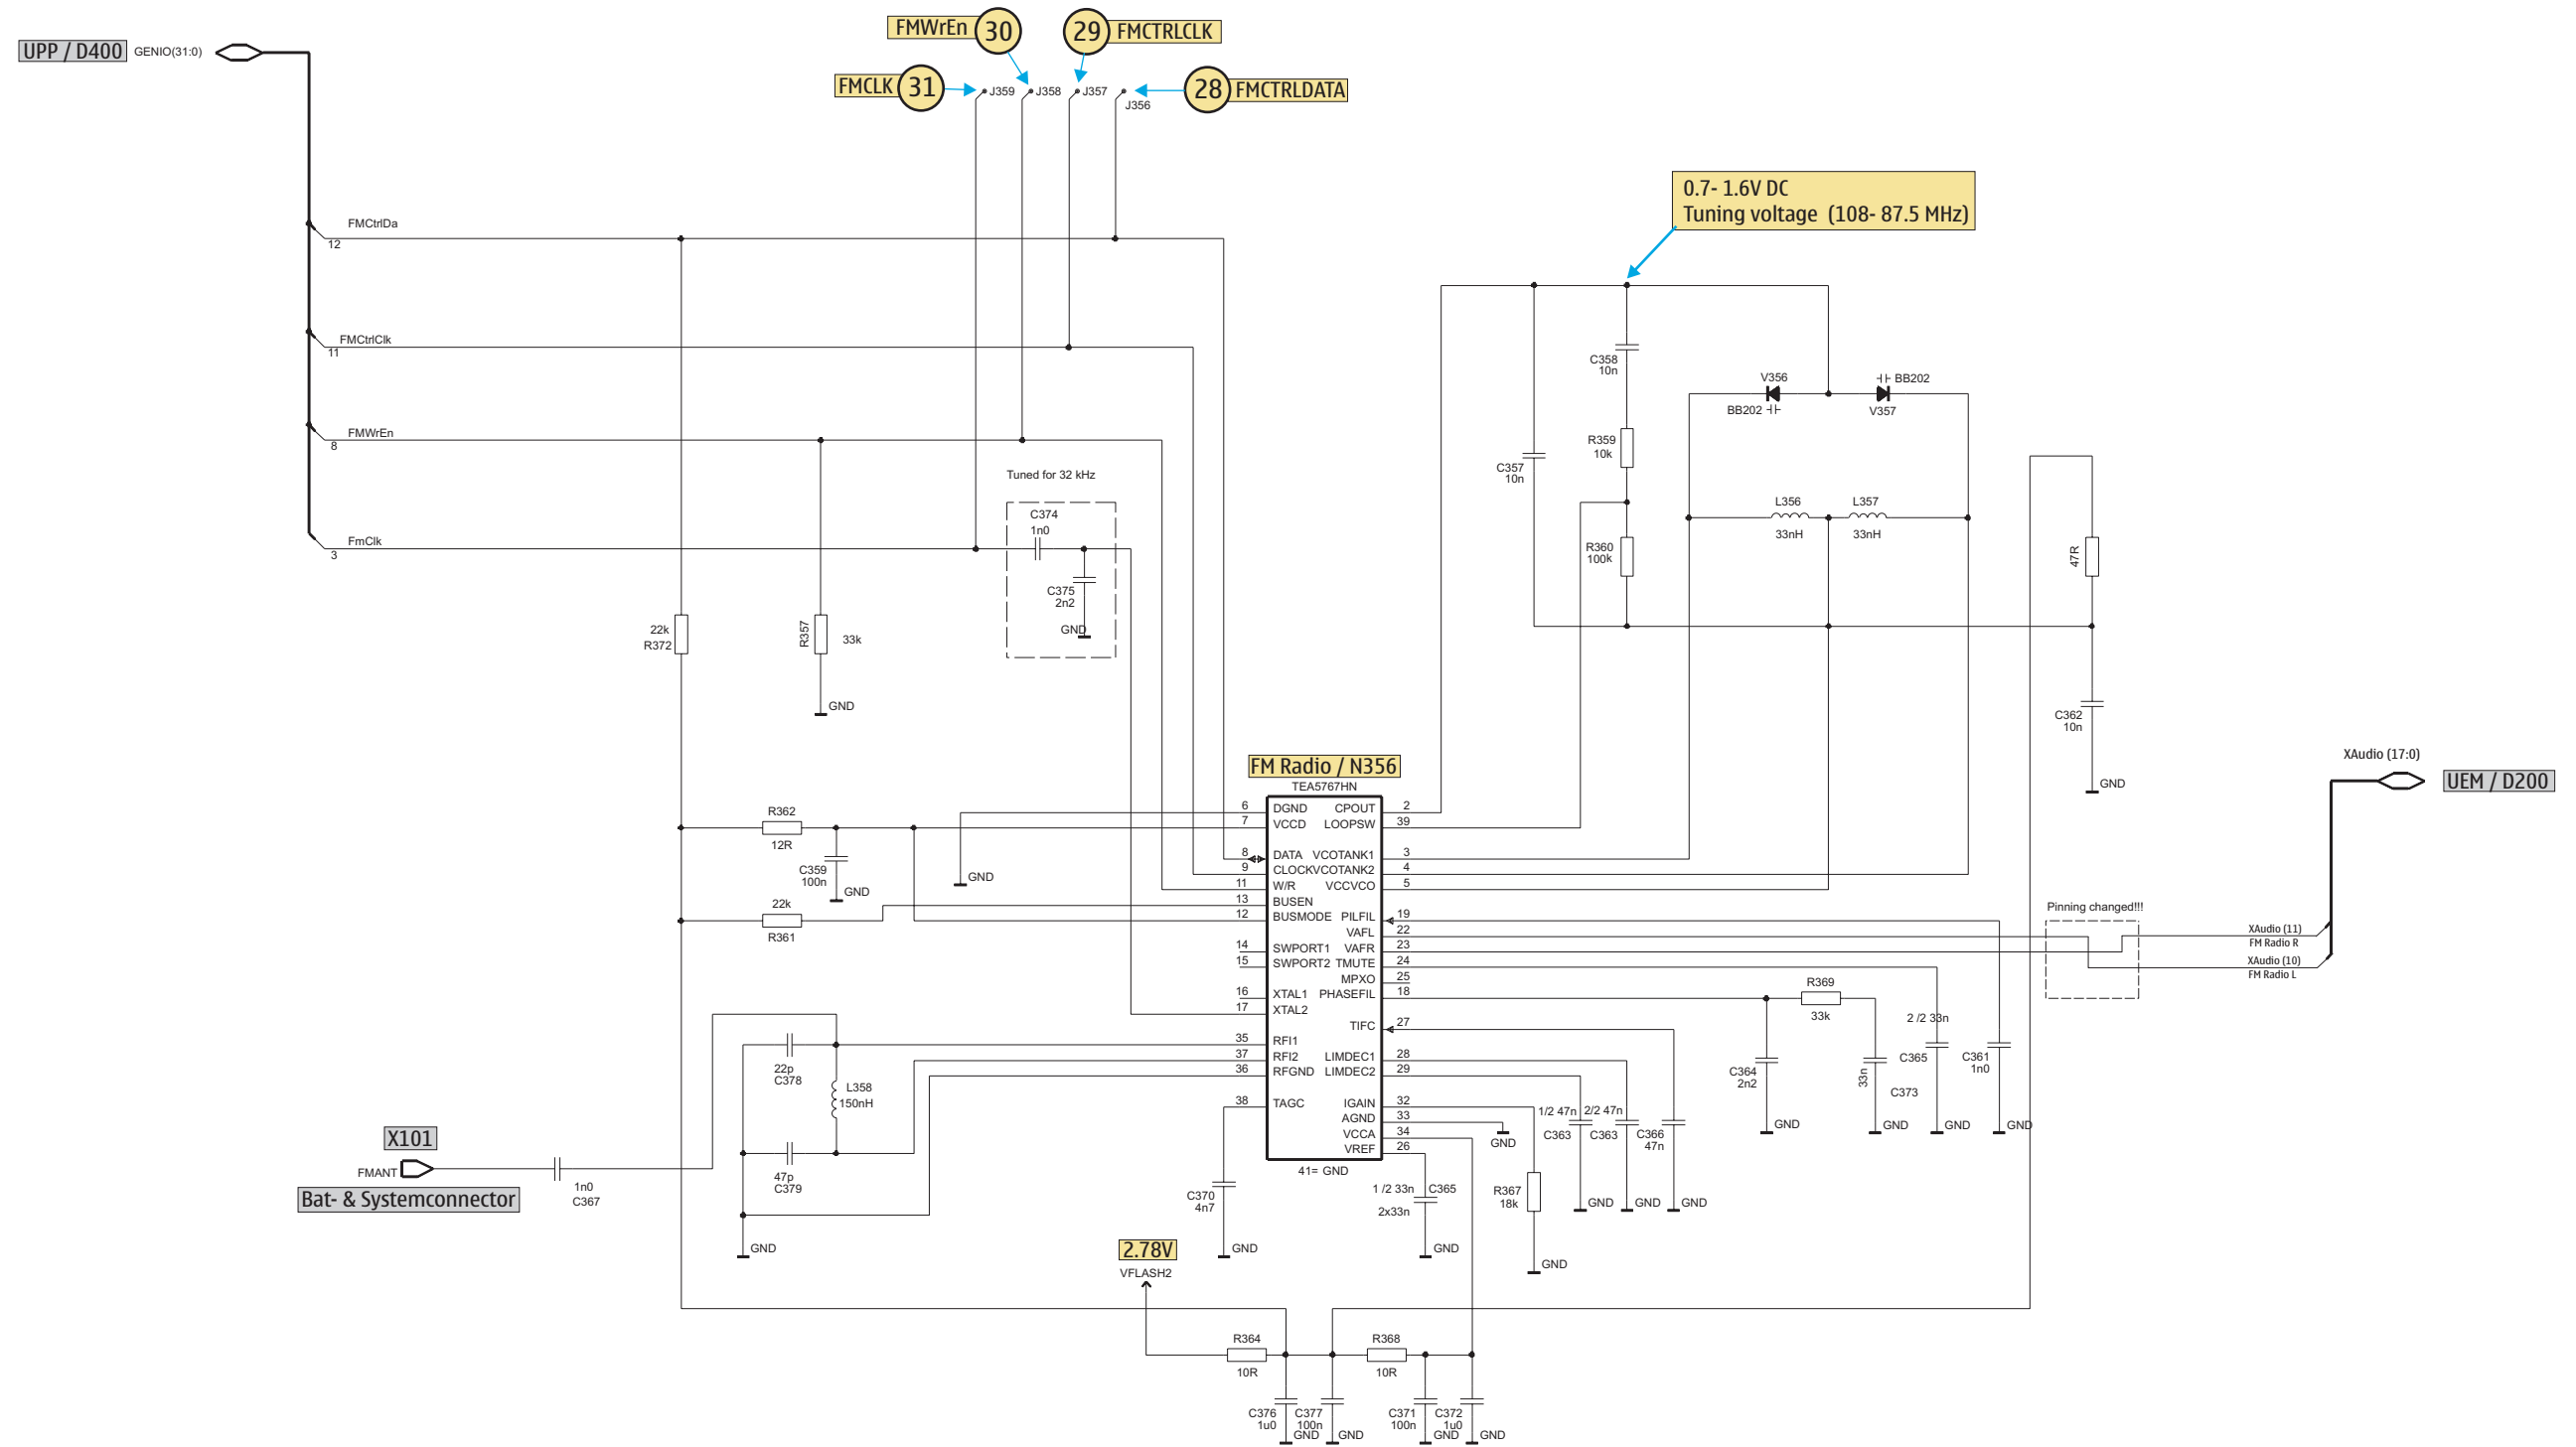 FMWrEn 30
29 FMCTRLCLK
UPP / D400 GENIO(31:0)
FMCLK 31
J359
J358
J357
J356
28 FMCTRLDATA
0.7- 1.6V DC
Tuning voltage (108- 87.5 MHz)
FMCtrlDa
12
FMCtrlClk
11
FMWrEn
8
FmClk
3
Tuned for 32 kHz
C374
1n0
C375
2n2
GND
22k
R372
R357
33k
GND
C358
10n
R359
10k
C357
10n
R360
100k
V356
BB202
BB202
V357
L356
33nH
L357
33nH
47R
C362
10n
GND
XAudio (17:0)
UEM / D200
FM Radio / N356
TEA5767HN
R362
12R
C359
100n
GND
22k
R361
GND
6 DGND
7 VCCD
8 DATA
9 CLOCK
11 W/R
13 BUSEN
12 BUSMODE
14 SWPORT1
15 SWPORT2
16 XTAL1
17 XTAL2
35 RFI1
37 RFI2
36 RFGND
38 TAGC
CPOUT 2
LOOPSW 39
VCOTANK1 3
VCOTANK2 4
VCCVCO 5
PILFIL 19
VAFL 22
VAFR 23
TMUTE 24
MPXO 25
PHASEFIL 18
TIFC 27
LIMDEC1 28
LIMDEC2 29
IGAIN 32
AGND 33
VCCA 34
VREF 26
41= GND
Pinning changed!!!
XAudio (11)
FM Radio R
XAudio (10)
FM Radio L
R369
33k
C364
2n2
GND
33n
C373
GND
2 /2 33n
C365
GND
C361
1n0
GND
22p
C378
L358
150nH
47p
C379
GND
X101
FMANT
Bat- & Systemconnector
1n0
C367
C370
4n7
GND
1 /2 33n C365
2x33n
GND
GND
R367
18k
GND
1/2 47n
C363
GND
2/2 47n
C363
GND
C366
47n
GND
2.78V
VFLASH2
R364
10R
R368
10R
C376
1u0
GND
C377
100n
GND
C371
100n
GND
C372
1u0
GND